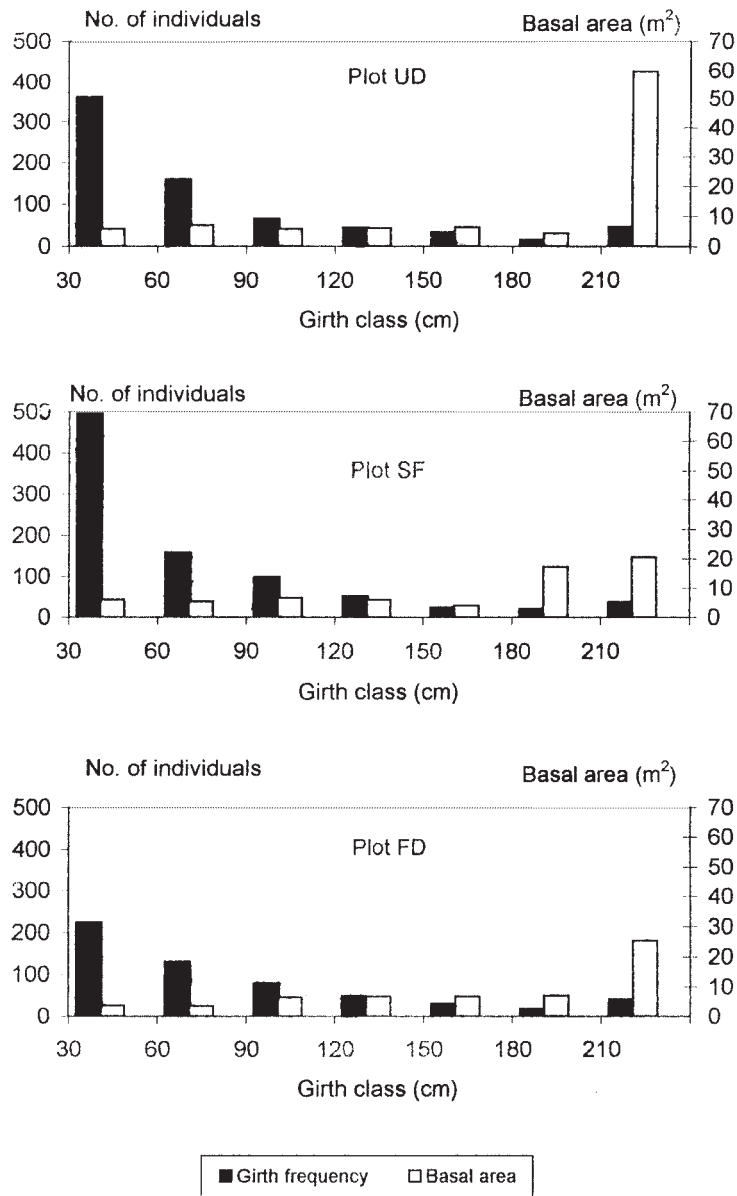 No. of individuals Basal area (m²)
500 70
Plot UD
400 60
300 50
40
200 30
100 20
10
0 0
30 60 90 120 150 180 210
Girth class (cm)
No. of individuals Basal area (m²)
500 70
400 60
Plot SF
50
300 40
200 30
100 20
10
0 0
30 60 90 120 150 180 210
Girth class (cm)
No. of individuals Basal area (m²)
500 70
400 60
Plot FD
50
300 40
200 30
100 20
10
0 0
30 60 90 120 150 180 210
Girth class (cm)
Girth frequency Basal area